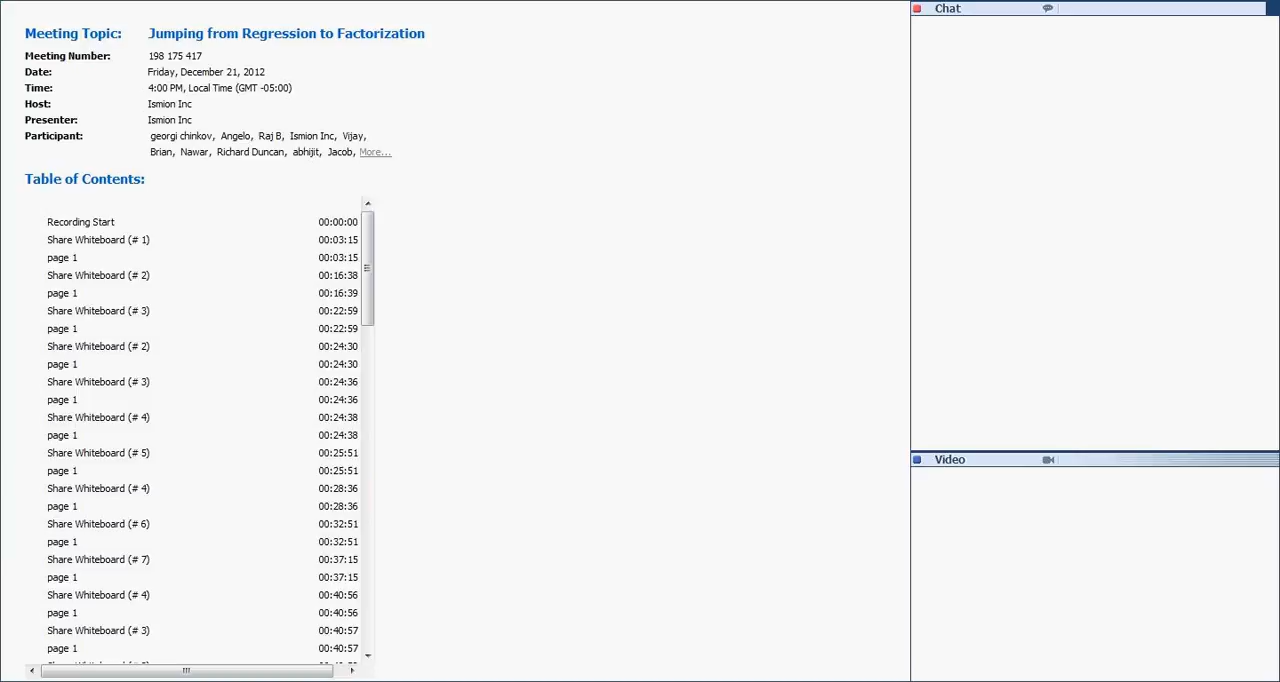 Meeting Topic: Jumping from Regression to Factorization
Meeting Number: 198 175 417
Date: Friday, December 21, 2012
Time: 4:00 PM, Local Time (GMT -05:00)
Host: Ismion Inc
Presenter: Ismion Inc
Participant: georgi chinkov, Angelo, Raj B, Ismion Inc, Vijay,
Brian, Nawar, Richard Duncan, abhijit, Jacob, More...
Table of Contents:
Recording Start 00:00:00
Share Whiteboard (# 1) 00:03:15
page 1 00:03:15
Share Whiteboard (# 2) 00:16:38
page 1 00:16:39
Share Whiteboard (# 3) 00:22:59
page 1 00:22:59
Share Whiteboard (# 2) 00:24:30
page 1 00:24:30
Share Whiteboard (# 3) 00:24:36
page 1 00:24:36
Share Whiteboard (# 4) 00:24:38
page 1 00:24:38
Share Whiteboard (# 5) 00:25:51
page 1 00:25:51
Share Whiteboard (# 4) 00:28:36
page 1 00:28:36
Share Whiteboard (# 6) 00:32:51
page 1 00:32:51
Share Whiteboard (# 7) 00:37:15
page 1 00:37:15
Share Whiteboard (# 4) 00:40:56
page 1 00:40:56
Share Whiteboard (# 3) 00:40:57
page 1 00:40:57
Chat
Video